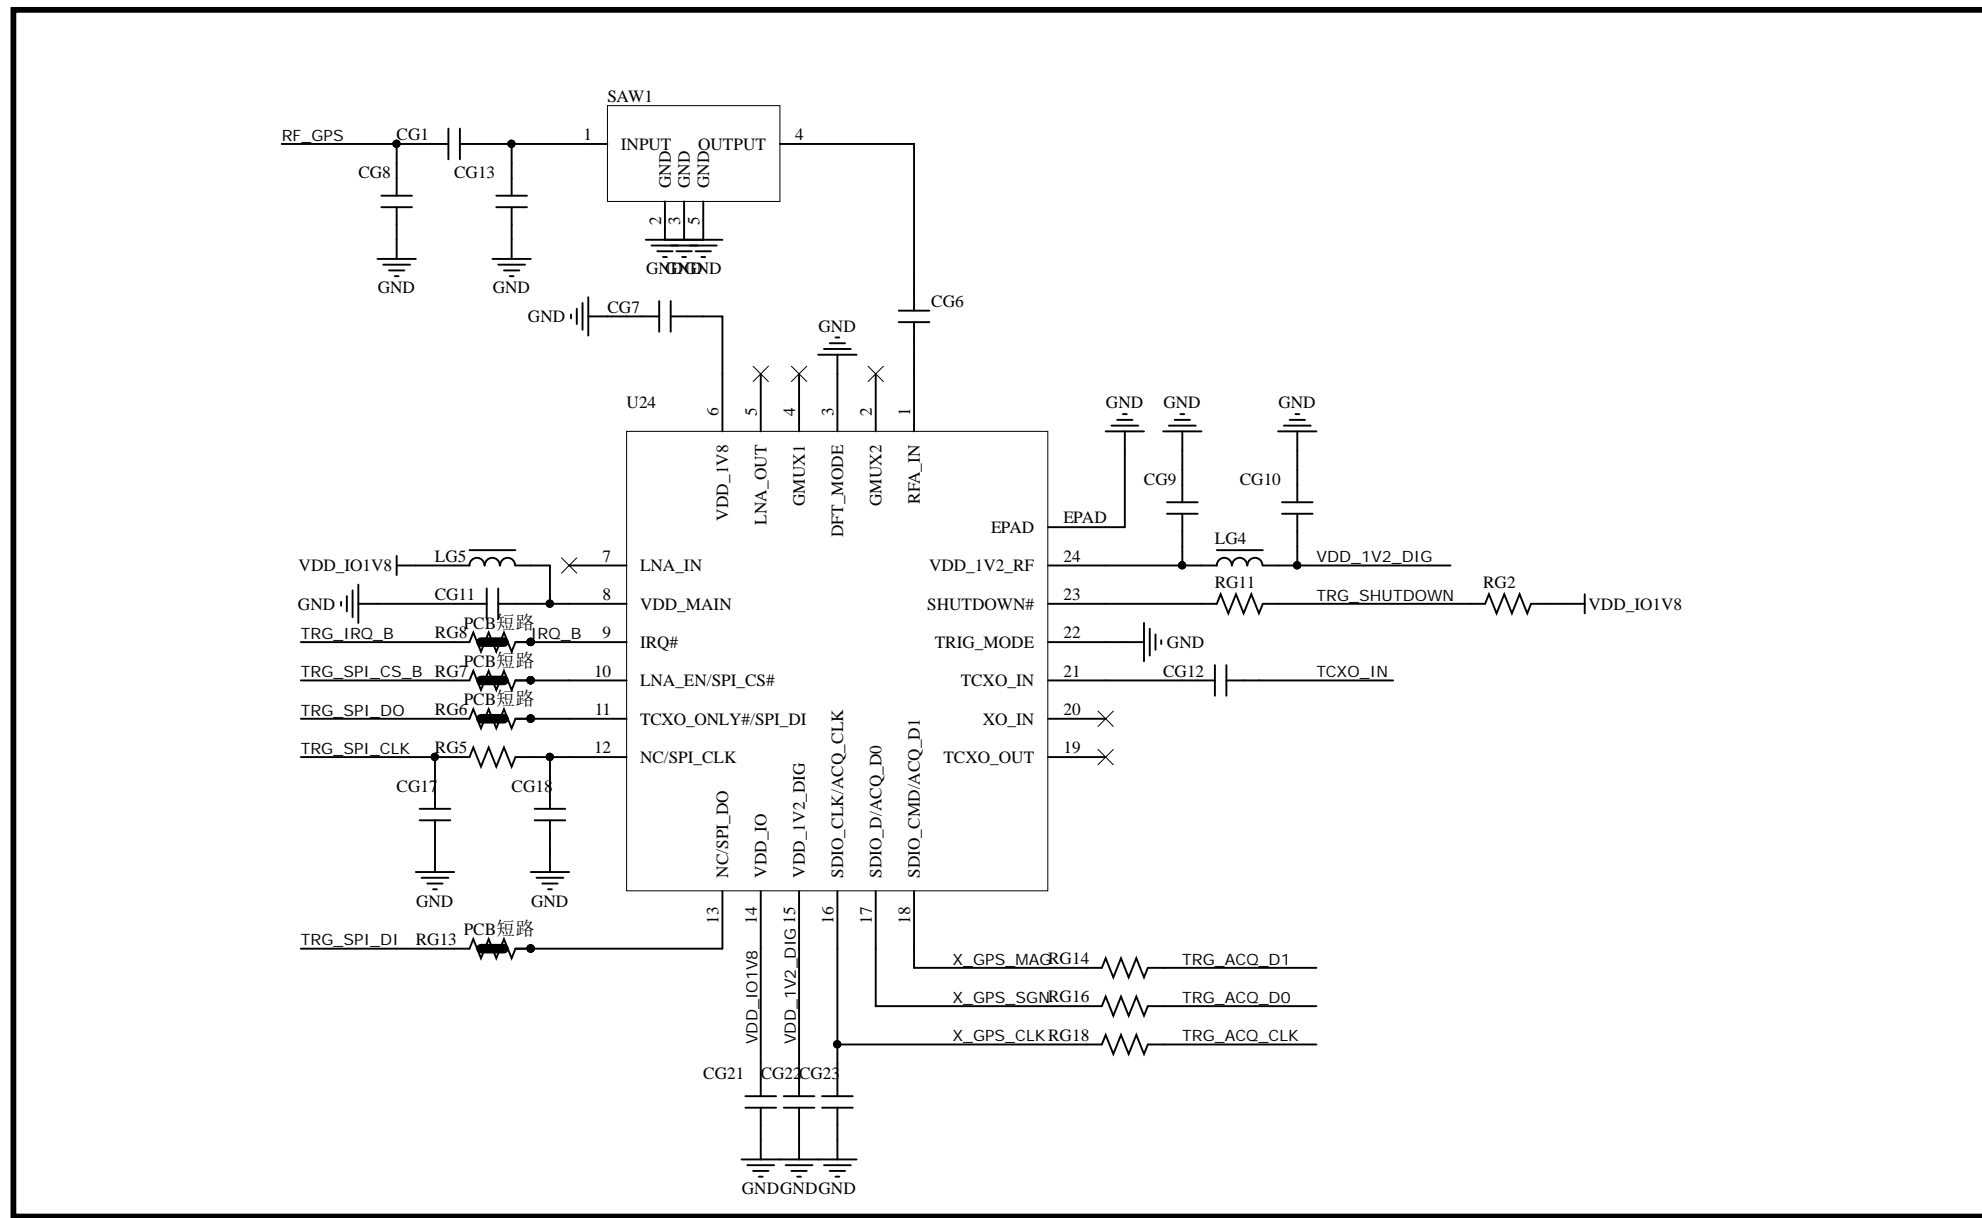 SAW1
RF_GPS
CG1
1
INPUT
OUTPUT
4
GND
GND
GND
CG8
CG13
2
3
5
GND
GND
GND
GND
GND
GND
CG7
CG6
GND
U24
6
5
4
3
2
1
GND
GND
GND
VDD_1V8
LNA_OUT
GMUX1
DFT_MODE
GMUX2
RFA_IN
CG9
CG10
EPAD
EPAD
VDD_IO1V8
LG5
7
LNA_IN
VDD_1V2_RF
24
LG4
VDD_1V2_DIG
GND
CG11
8
VDD_MAIN
SHUTDOWN#
23
RG11
TRG_SHUTDOWN
RG2
VDD_IO1V8
PCB短路
TRG_IRQ_B
RG8
IRQ_B
9
IRQ#
TRIG_MODE
22
GND
PCB短路
TRG_SPI_CS_B
RG7
10
LNA_EN/SPI_CS#
TCXO_IN
21
CG12
TCXO_IN
PCB短路
TRG_SPI_DO
RG6
11
TCXO_ONLY#/SPI_DI
XO_IN
20
TRG_SPI_CLK
RG5
12
NC/SPI_CLK
TCXO_OUT
19
CG17
CG18
NC/SPI_DO
VDD_IO
VDD_1V2_DIG
SDIO_CLK/ACQ_CLK
SDIO_D/ACQ_D0
SDIO_CMD/ACQ_D1
GND
GND
13
14
15
16
17
18
PCB短路
TRG_SPI_DI
RG13
VDD_IO1V8
VDD_1V2_DIG
X_GPS_MAG
RG14
TRG_ACQ_D1
X_GPS_SGN
RG16
TRG_ACQ_D0
X_GPS_CLK
RG18
TRG_ACQ_CLK
CG21
CG22
CG23
GND
GND
GND